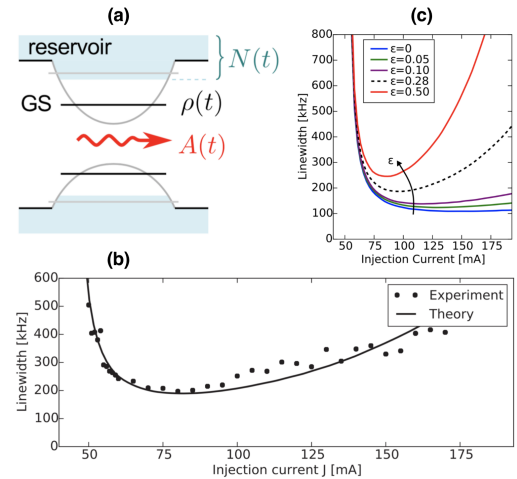 (a)
reservoir
N(t)
GS
ρ(t)
A(t)
(c)
Linewidth [kHz]
800
700
600
500
400
300
200
100
0
ε=0
ε=0.05
ε=0.10
ε=0.28
ε=0.50
ε
50 75 100 125 150 175
Injection Current [mA]
(b)
Linewidth [kHz]
600
500
400
300
200
100
0
Experiment
Theory
50 75 100 125 150 175
Injection current J [mA]